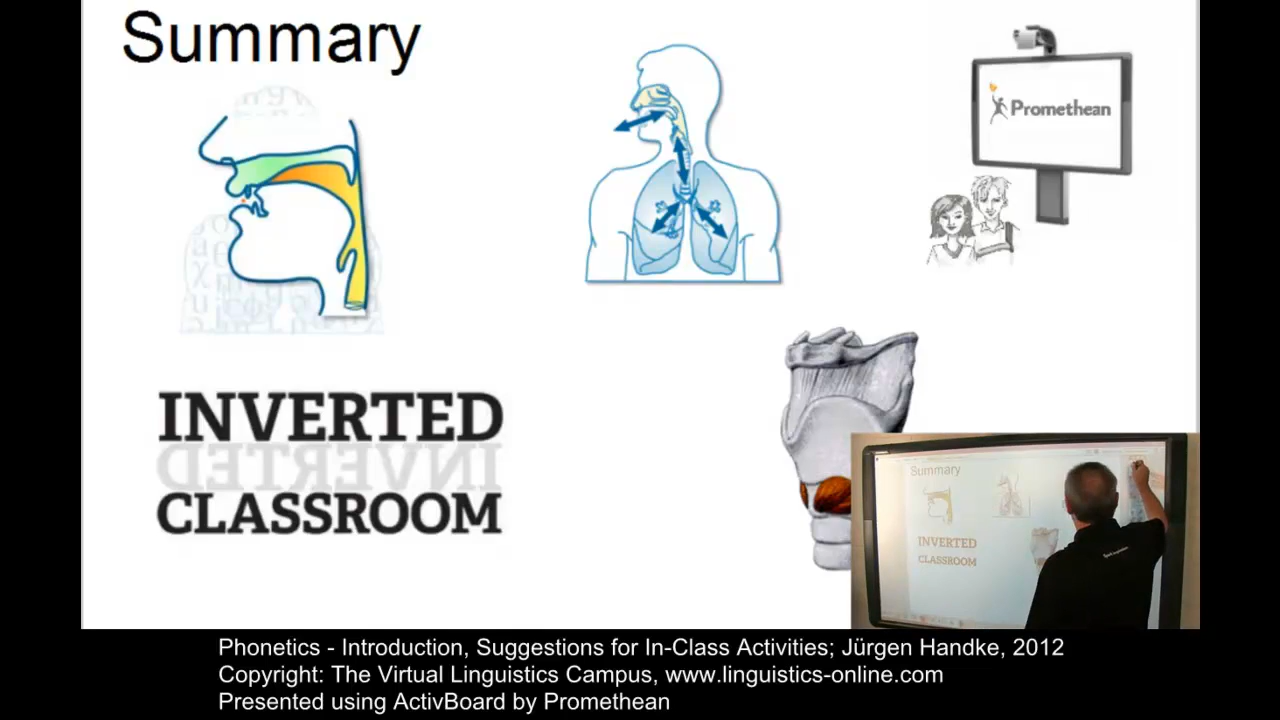 Summary
Promethean
INVERTED
INVERTED
CLASSROOM
Summary
INVERTED
CLASSROOM
Phonetics - Introduction, Suggestions for In-Class Activities; Jürgen Handke, 2012
Copyright: The Virtual Linguistics Campus, www.linguistics-online.com
Presented using ActivBoard by Promethean